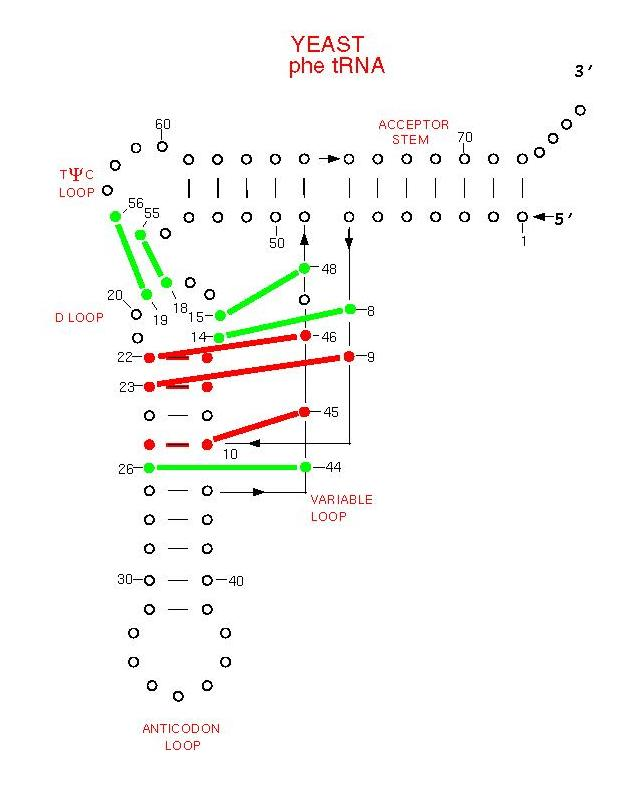 YEAST
phe tRNA
3'
60
ACCEPTOR
STEM
70
TΨC
LOOP
56
55
50
1
5'
48
20
19
18
15
8
D LOOP
14
46
22
9
23
45
10
26
44
VARIABLE
LOOP
30
40
ANTICODON
LOOP